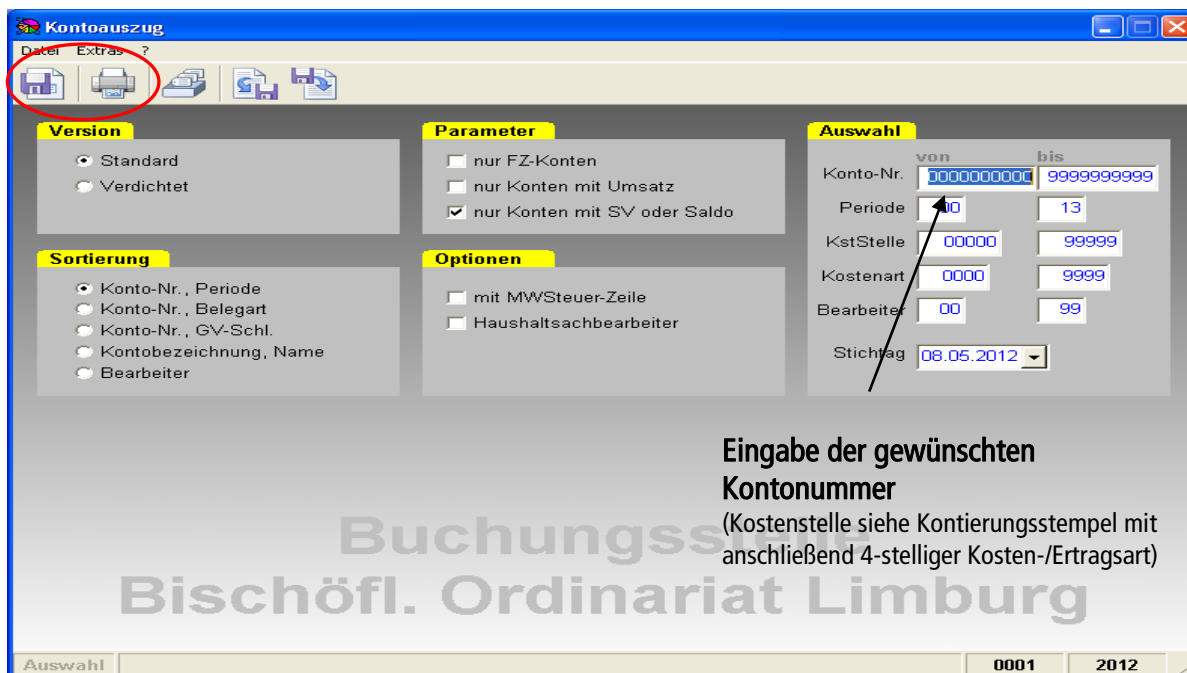 Kontoauszug
Datei Extras ?
Version
Standard
Verdichtet
Parameter
nur FZ-Konten
nur Konten mit Umsatz
nur Konten mit SV oder Saldo
Auswahl
von bis
Konto-Nr. 0000000000 9999999999
Periode 00 13
KstStelle 00000 99999
Kostenart 0000 9999
Bearbeiter 00 99
Stichtag 08.05.2012
Sortierung
Konto-Nr., Periode
Konto-Nr., Belegart
Konto-Nr., GV-Schl.
Kontobezeichnung, Name
Bearbeiter
Optionen
mit MWSteuer-Zeile
Haushaltsachbearbeiter
Eingabe der gewünschten
Kontonummer
(Kostenstelle siehe Kontierungsstempel mit
anschließend 4-stelliger Kosten-/Ertragsart)
Buchungsstelle
Bischöfl. Ordinariat Limburg
Auswahl 0001 2012